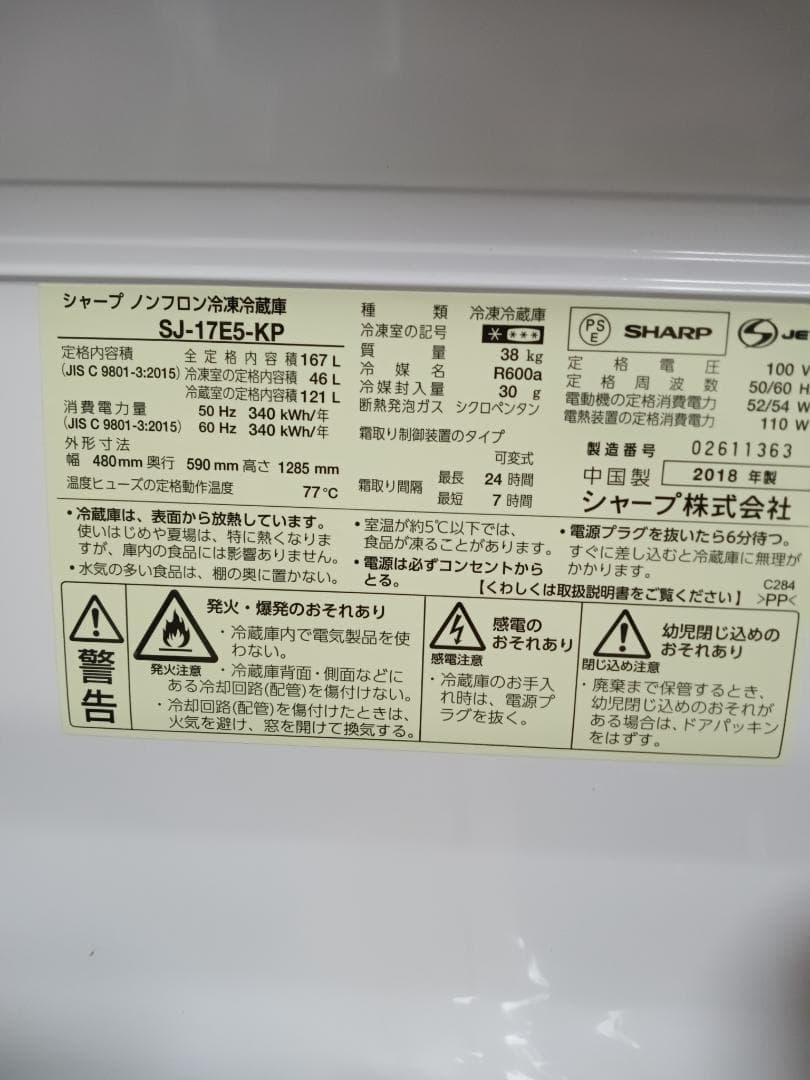 シャープ ノンフロン冷凍冷蔵庫
SJ-17E5-KP
定格内容積 全定格内容積 167 L
(JIS C 9801-3:2015) 冷凍室の定格内容積 46 L
冷蔵室の定格内容積 121 L
消費電力量 50 Hz 340 kWh/年
(JIS C 9801-3:2015) 60 Hz 340 kWh/年
外形寸法
幅 480mm 奥行 590 mm 高さ 1285 mm
温度ヒューズの定格動作温度 77℃
種類 冷凍冷蔵庫
冷凍室の記号
質量 38 kg
冷媒名 R600a
冷媒封入量 30 g
断熱発泡ガス シクロペンタン
霜取り制御装置のタイプ
可変式
霜取り間隔 最長 24 時間
最短 7 時間
PS
E
SHARP
JE
定格電圧 100 V
定格周波数 50/60 H
電動機の定格消費電力 52/54 W
電熱装置の定格消費電力 110 W
製造番号 02611363
中国製 2018 年製
シャープ株式会社
・冷蔵庫は、表面から放熱しています。
使いはじめや夏場は、特に熱くなりま
すが、庫内の食品には影響ありません。
・水気の多い食品は、棚の奥に置かない。
・室温が約5℃以下では、
食品が凍ることがあります。
・電源は必ずコンセントから
とる。
・電源プラグを抜いたら6分待つ。
すぐに差し込むと冷蔵庫に無理が
かかります。
【くわしくは取扱説明書をご覧ください】
C284
>PP<
警告
発火注意
発火・爆発のおそれあり
・冷蔵庫内で電気製品を使
わない。
・冷蔵庫背面・側面などに
ある冷却回路(配管)を傷付けない。
・冷却回路(配管)を傷付けたときは、
火気を避け、窓を開けて換気する。
感電注意
感電の
おそれあり
・冷蔵庫のお手入
れ時は、電源プ
ラグを抜く。
閉じ込め注意
幼児閉じ込めの
おそれあり
・廃棄まで保管するとき、
幼児閉じ込めのおそれが
ある場合は、ドアパッキン
をはずす。